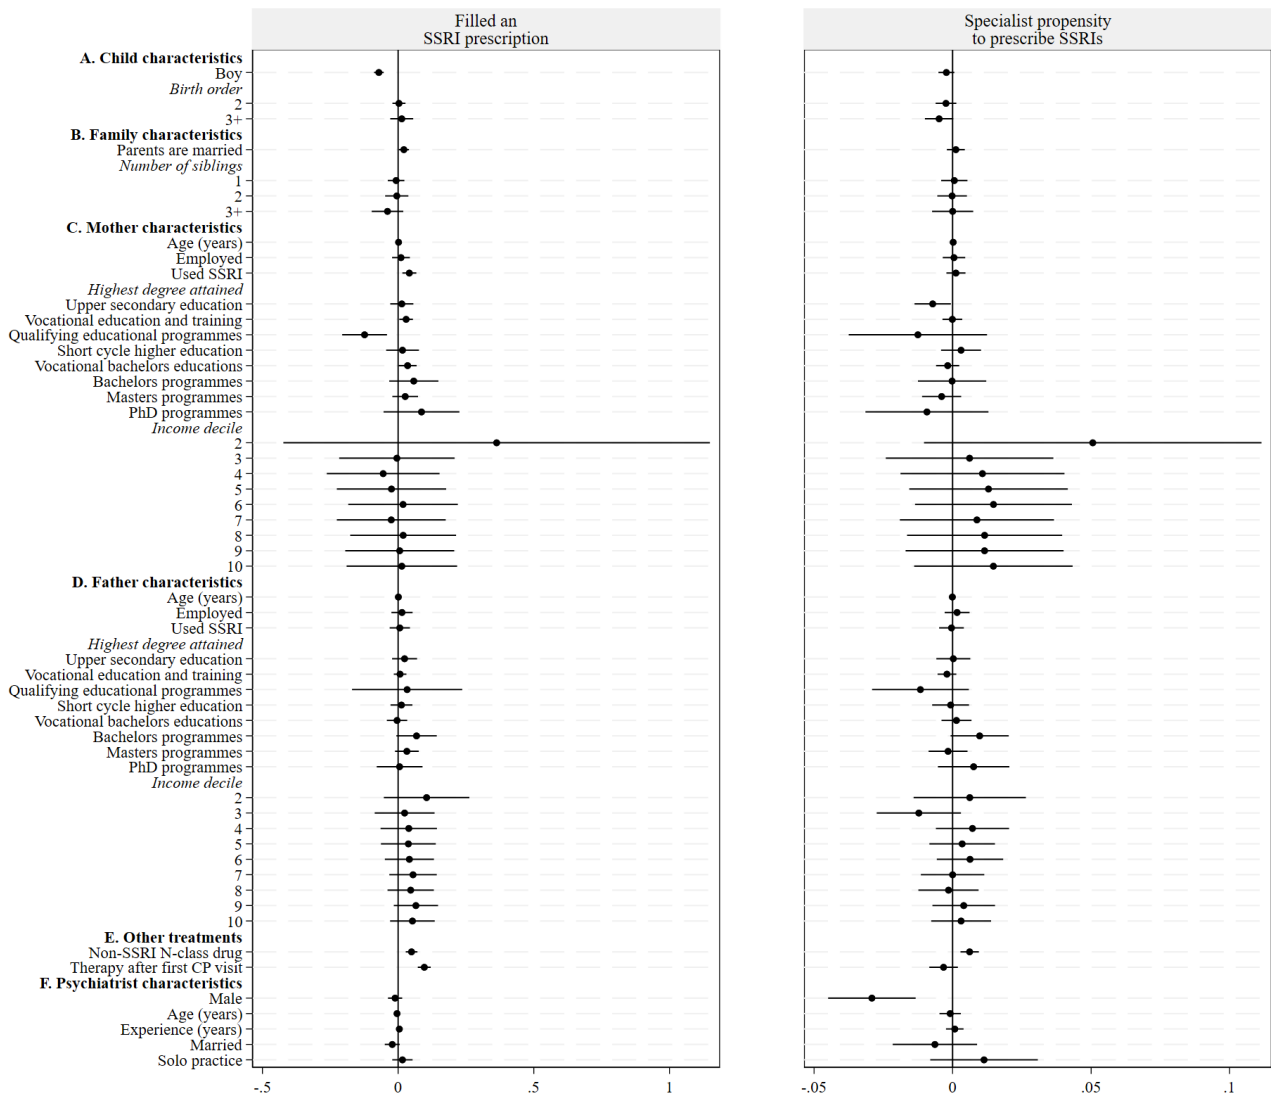 Filled an
SSRI prescription
Specialist propensity
to prescribe SSRIs
A. Child characteristics
Boy
Birth order
2
3+
B. Family characteristics
Parents are married
Number of siblings
1
2
3+
C. Mother characteristics
Age (years)
Employed
Used SSRI
Highest degree attained
Upper secondary education
Vocational education and training
Qualifying educational programmes
Short cycle higher education
Vocational bachelors educations
Bachelors programmes
Masters programmes
PhD programmes
Income decile
2
3
4
5
6
7
8
9
10
D. Father characteristics
Age (years)
Employed
Used SSRI
Highest degree attained
Upper secondary education
Vocational education and training
Qualifying educational programmes
Short cycle higher education
Vocational bachelors educations
Bachelors programmes
Masters programmes
PhD programmes
Income decile
2
3
4
5
6
7
8
9
10
E. Other treatments
Non-SSRI N-class drug
Therapy after first CP visit
F. Psychiatrist characteristics
Male
Age (years)
Experience (years)
Married
Solo practice
-.5 0 .5 1
-.05 0 .05 .1